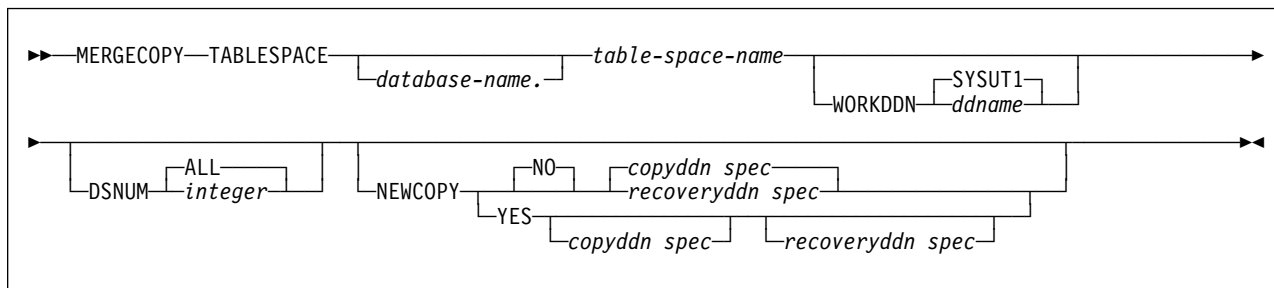 MERGECOPY TABLESPACE database-name. table-space-name WORKDDN SYSUT1 ddname
DSNUM ALL integer NEWCOPY NO copyddn spec recoveryddn spec
YES copyddn spec recoveryddn spec